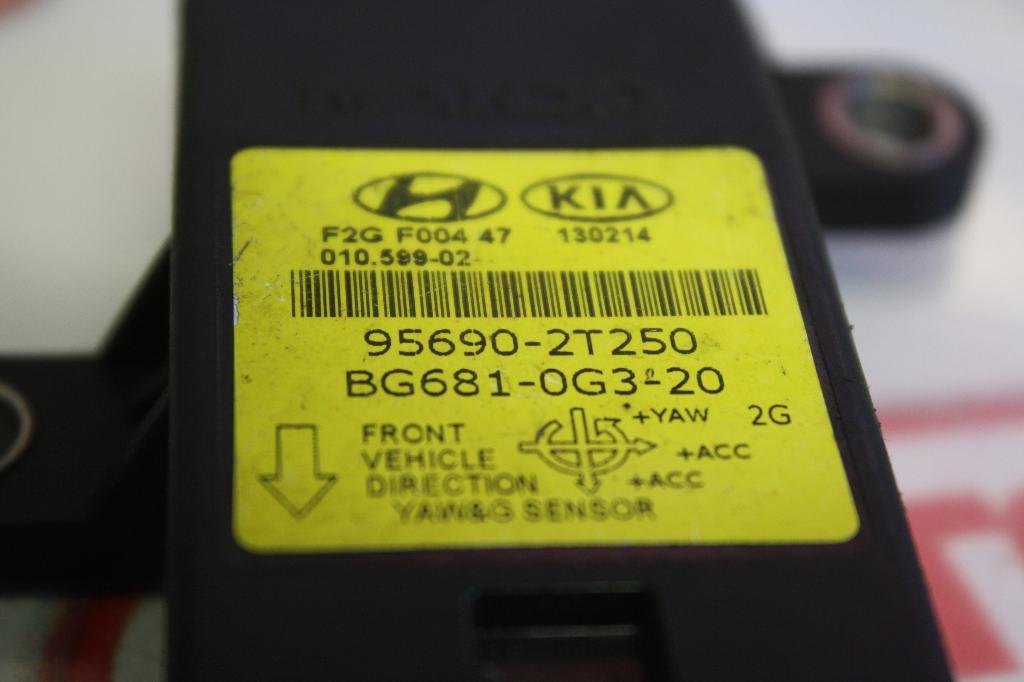 KIA
F2G F004 47 130214
010.599-02
95690-2T250
BG681-0G3-20
+YAW 2G
FRONT
VEHICLE
DIRECTION
+ACC
+ACC
YAW&G SENSOR